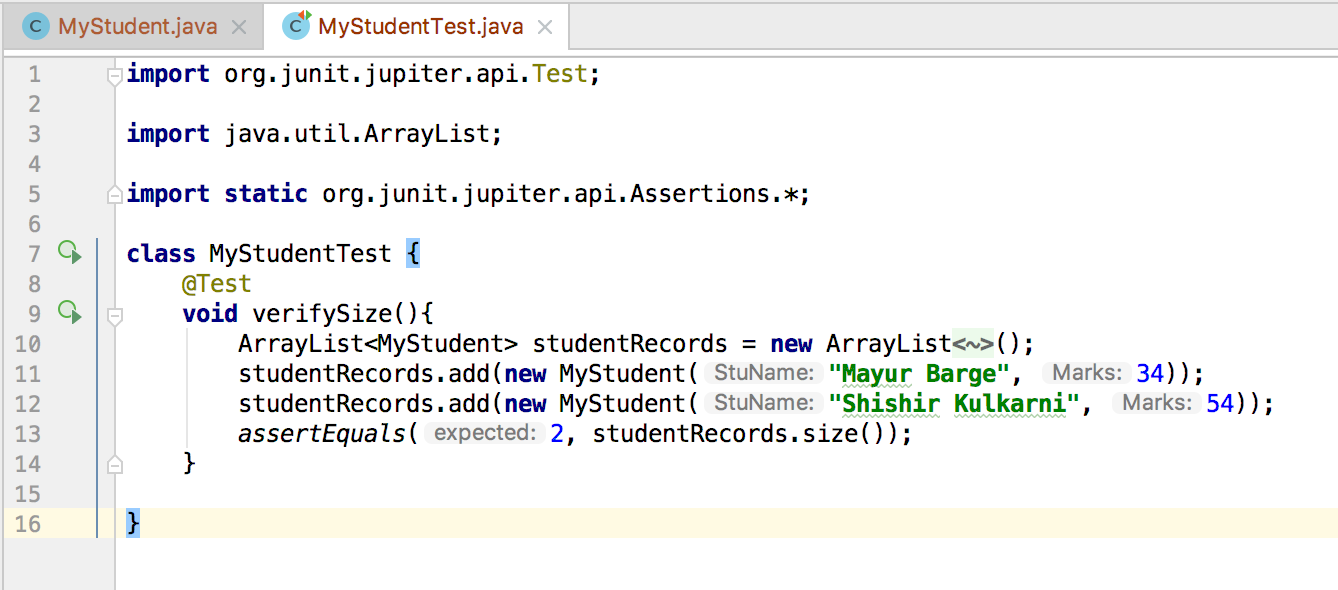 C MyStudent.java × C MyStudentTest.java ×
1 import org.junit.jupiter.api.Test;
2
3 import java.util.ArrayList;
4
5 import static org.junit.jupiter.api.Assertions.*;
6
7 class MyStudentTest {
8 @Test
9 void verifySize(){
10 ArrayList<MyStudent> studentRecords = new ArrayList<~>();
11 studentRecords.add(new MyStudent( StuName: "Mayur Barge", Marks: 34));
12 studentRecords.add(new MyStudent( StuName: "Shishir Kulkarni", Marks: 54));
13 assertEquals( expected: 2, studentRecords.size());
14 }
15
16 }